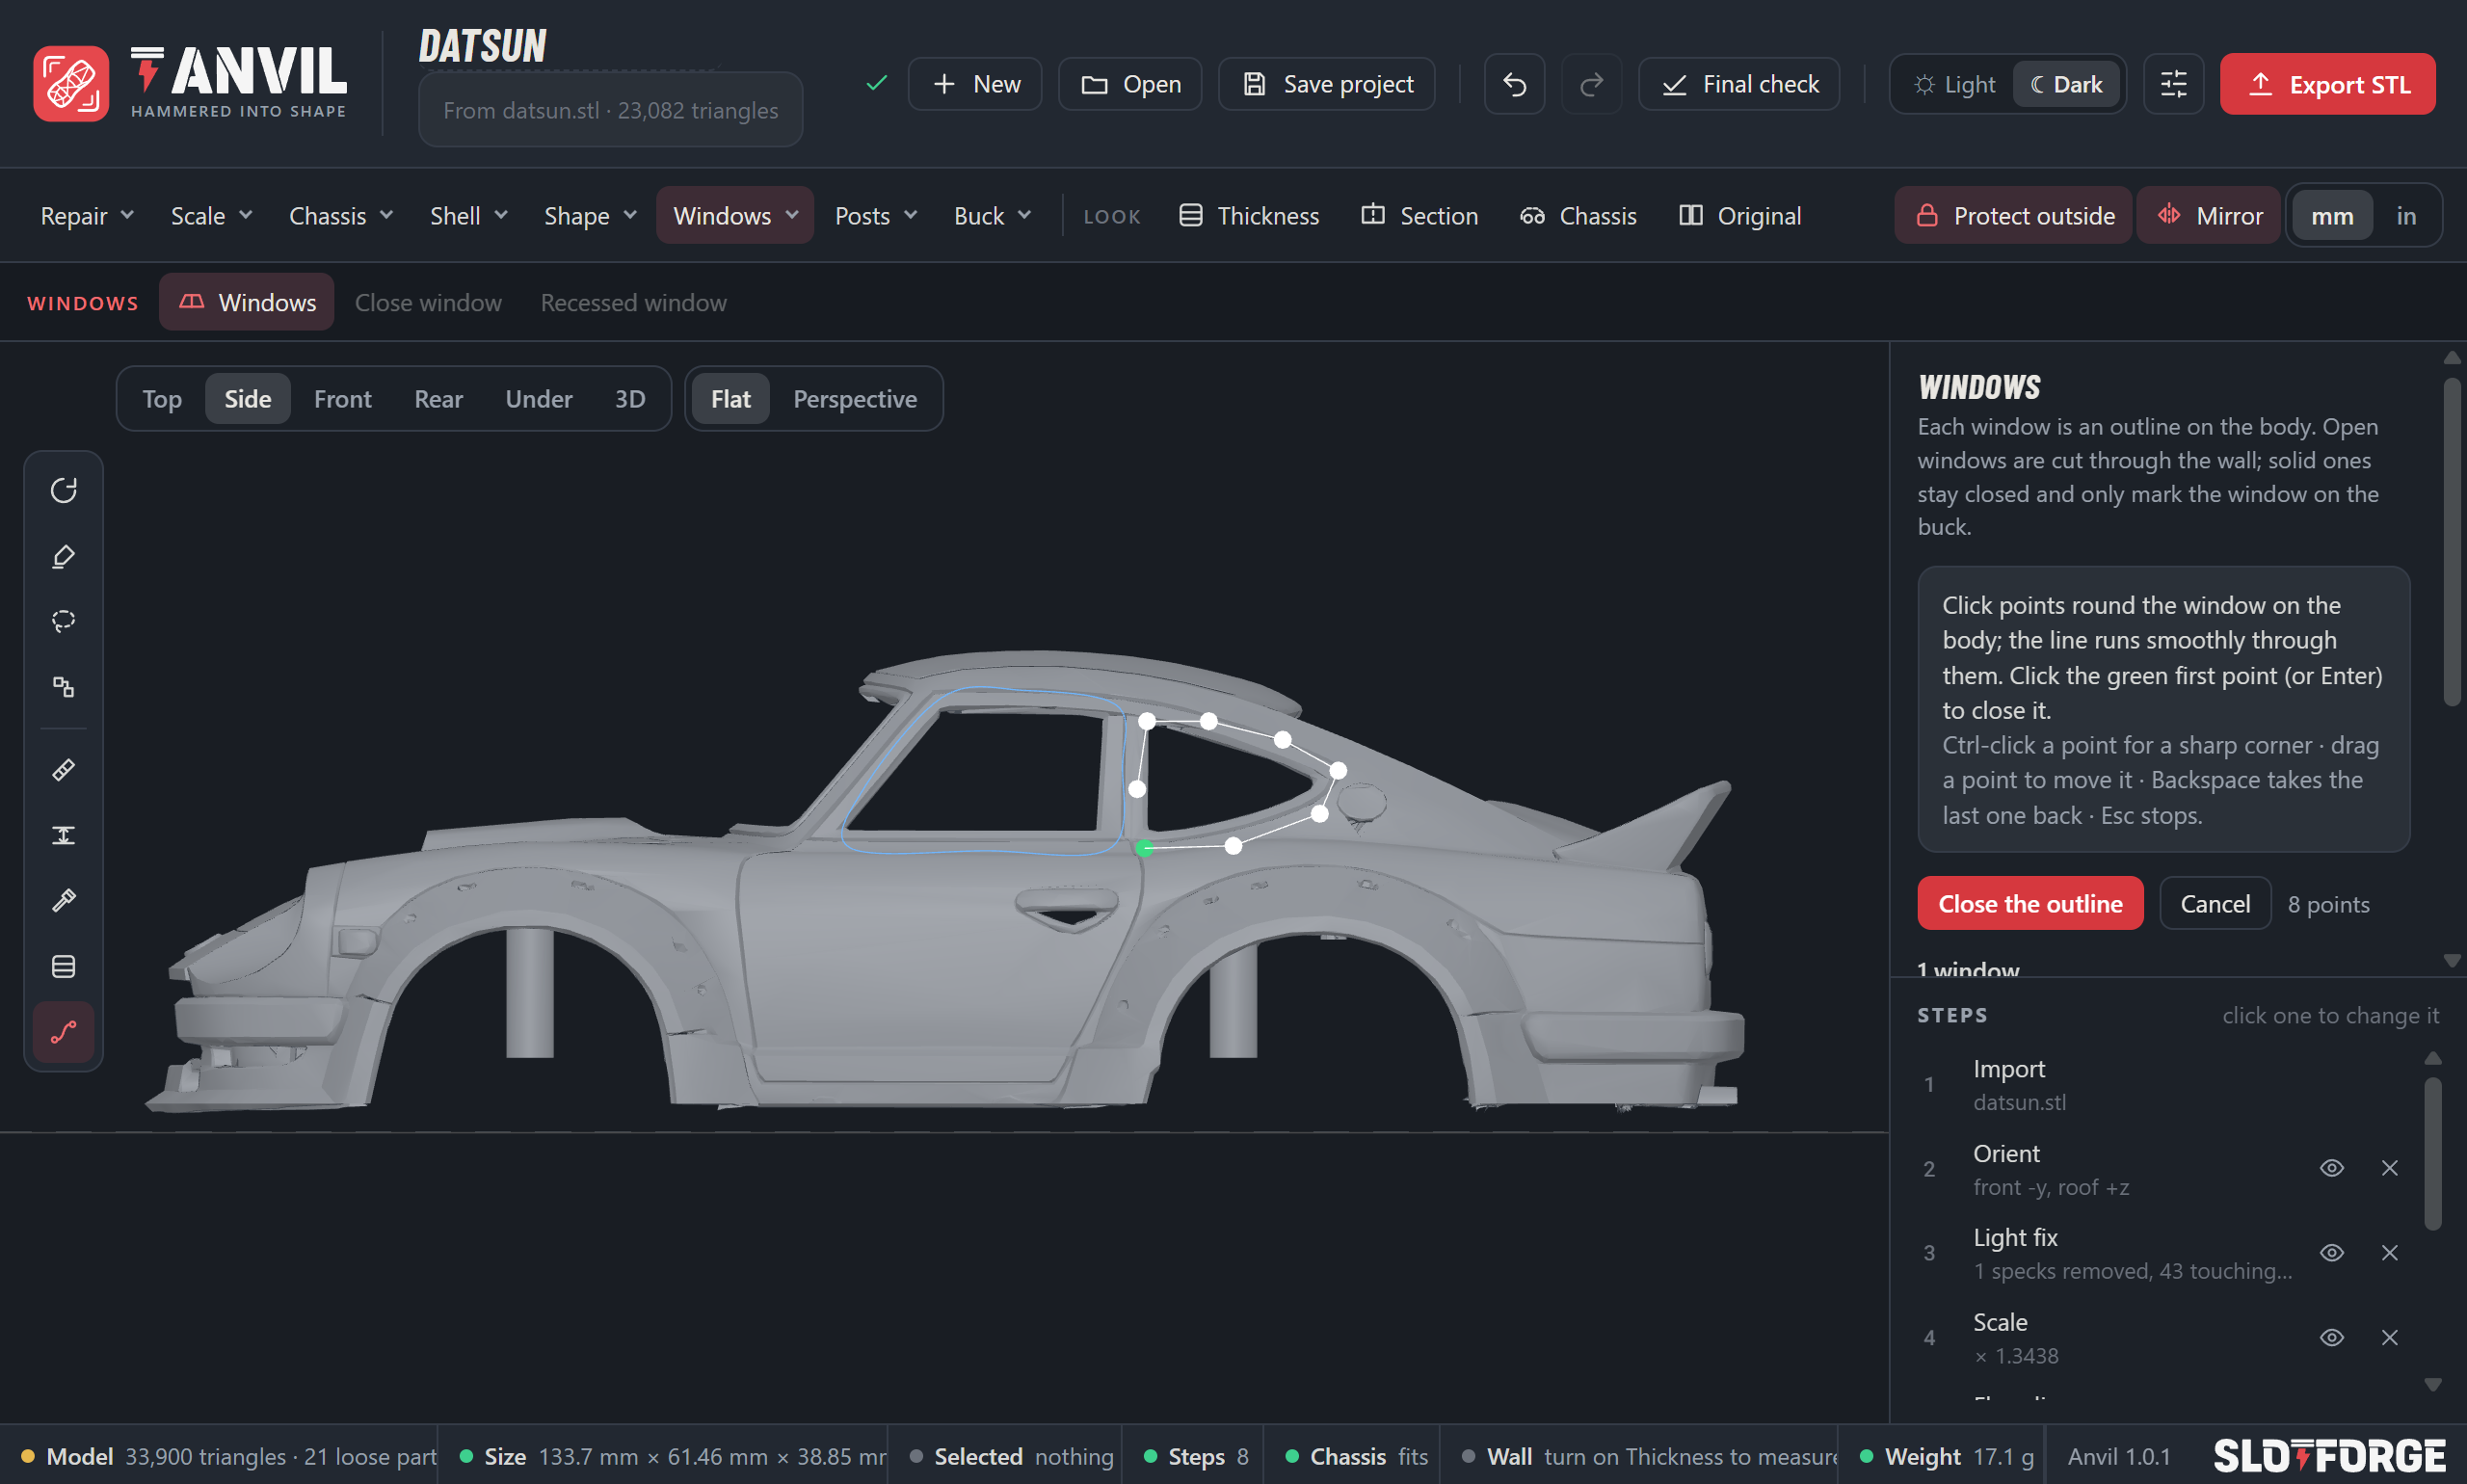 ANVIL
HAMMERED INTO SHAPE
DATSUN
From datsun.stl · 23,082 triangles
New
Open
Save project
Final check
Light
Dark
Export STL
Repair
Scale
Chassis
Shell
Shape
Windows
Posts
Buck
LOOK
Thickness
Section
Chassis
Original
Protect outside
Mirror
mm
in
WINDOWS
Windows
Close window
Recessed window
Top
Side
Front
Rear
Under
3D
Flat
Perspective
WINDOWS
Each window is an outline on the body. Open
windows are cut through the wall; solid ones
stay closed and only mark the window on the
buck.
Click points round the window on the
body; the line runs smoothly through
them. Click the green first point (or Enter)
to close it.
Ctrl-click a point for a sharp corner · drag
a point to move it · Backspace takes the
last one back · Esc stops.
Close the outline
Cancel
8 points
1 window
STEPS
click one to change it
1
Import
datsun.stl
2
Orient
front -y, roof +z
3
Light fix
1 specks removed, 43 touching...
4
Scale
× 1.3438
Model 33,900 triangles · 21 loose part
Size 133.7 mm × 61.46 mm × 38.85 mm
Selected nothing
Steps 8
Chassis fits
Wall turn on Thickness to measure
Weight 17.1 g
Anvil 1.0.1
SLOTFORGE